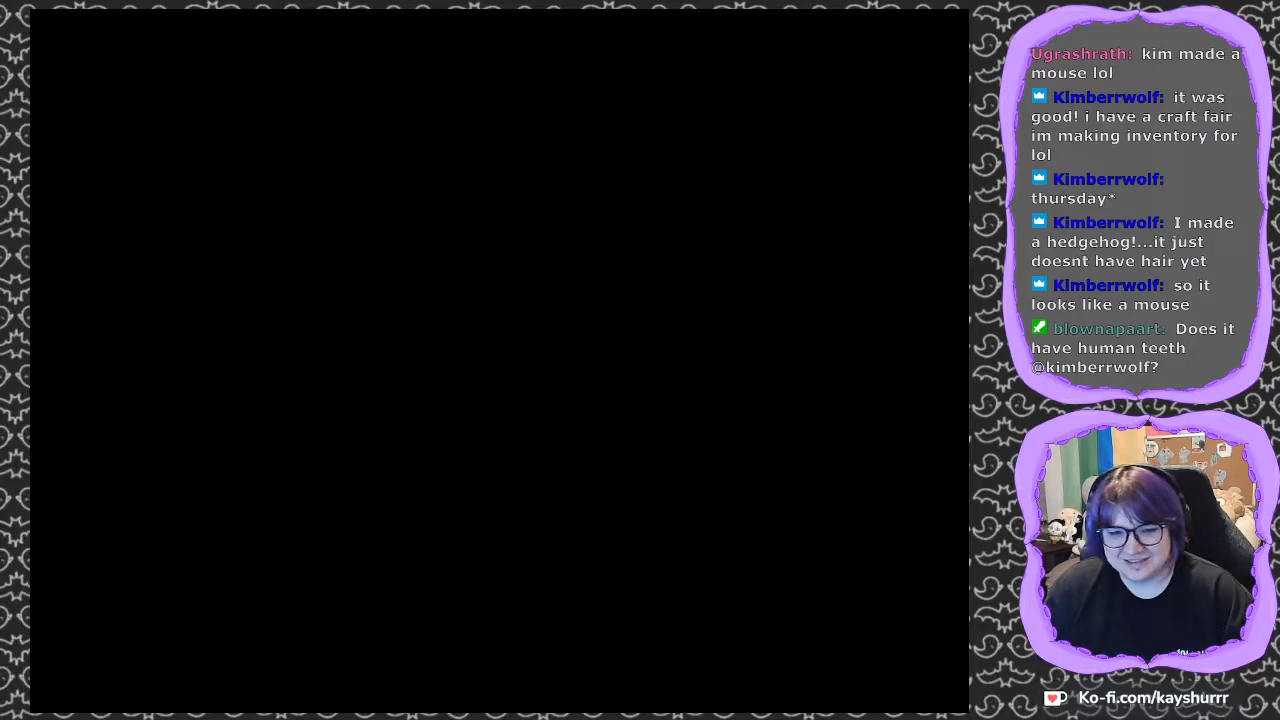 Ugrashrath: kim made a
mouse lol
Kimberrwolf: it was
good! i have a craft fair
im making inventory for
lol
Kimberrwolf:
thursday*
Kimberrwolf: I made
a hedgehog!...it just
doesnt have hair yet
Kimberrwolf: so it
looks like a mouse
blownapaart: Does it
have human teeth
@kimberrwolf?
Ko-fi.com/kayshurrr